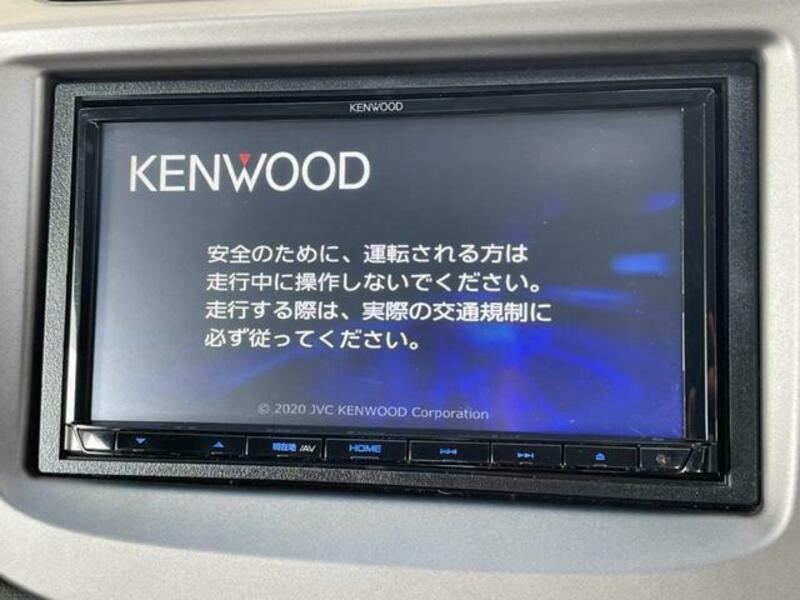 KENWOOD
KENWOOD
安全のために、運転される方は
走行中に操作しないでください。
走行する際は、実際の交通規制に
必ず従ってください。
© 2020 JVC KENWOOD Corporation
現在地/AV HOME